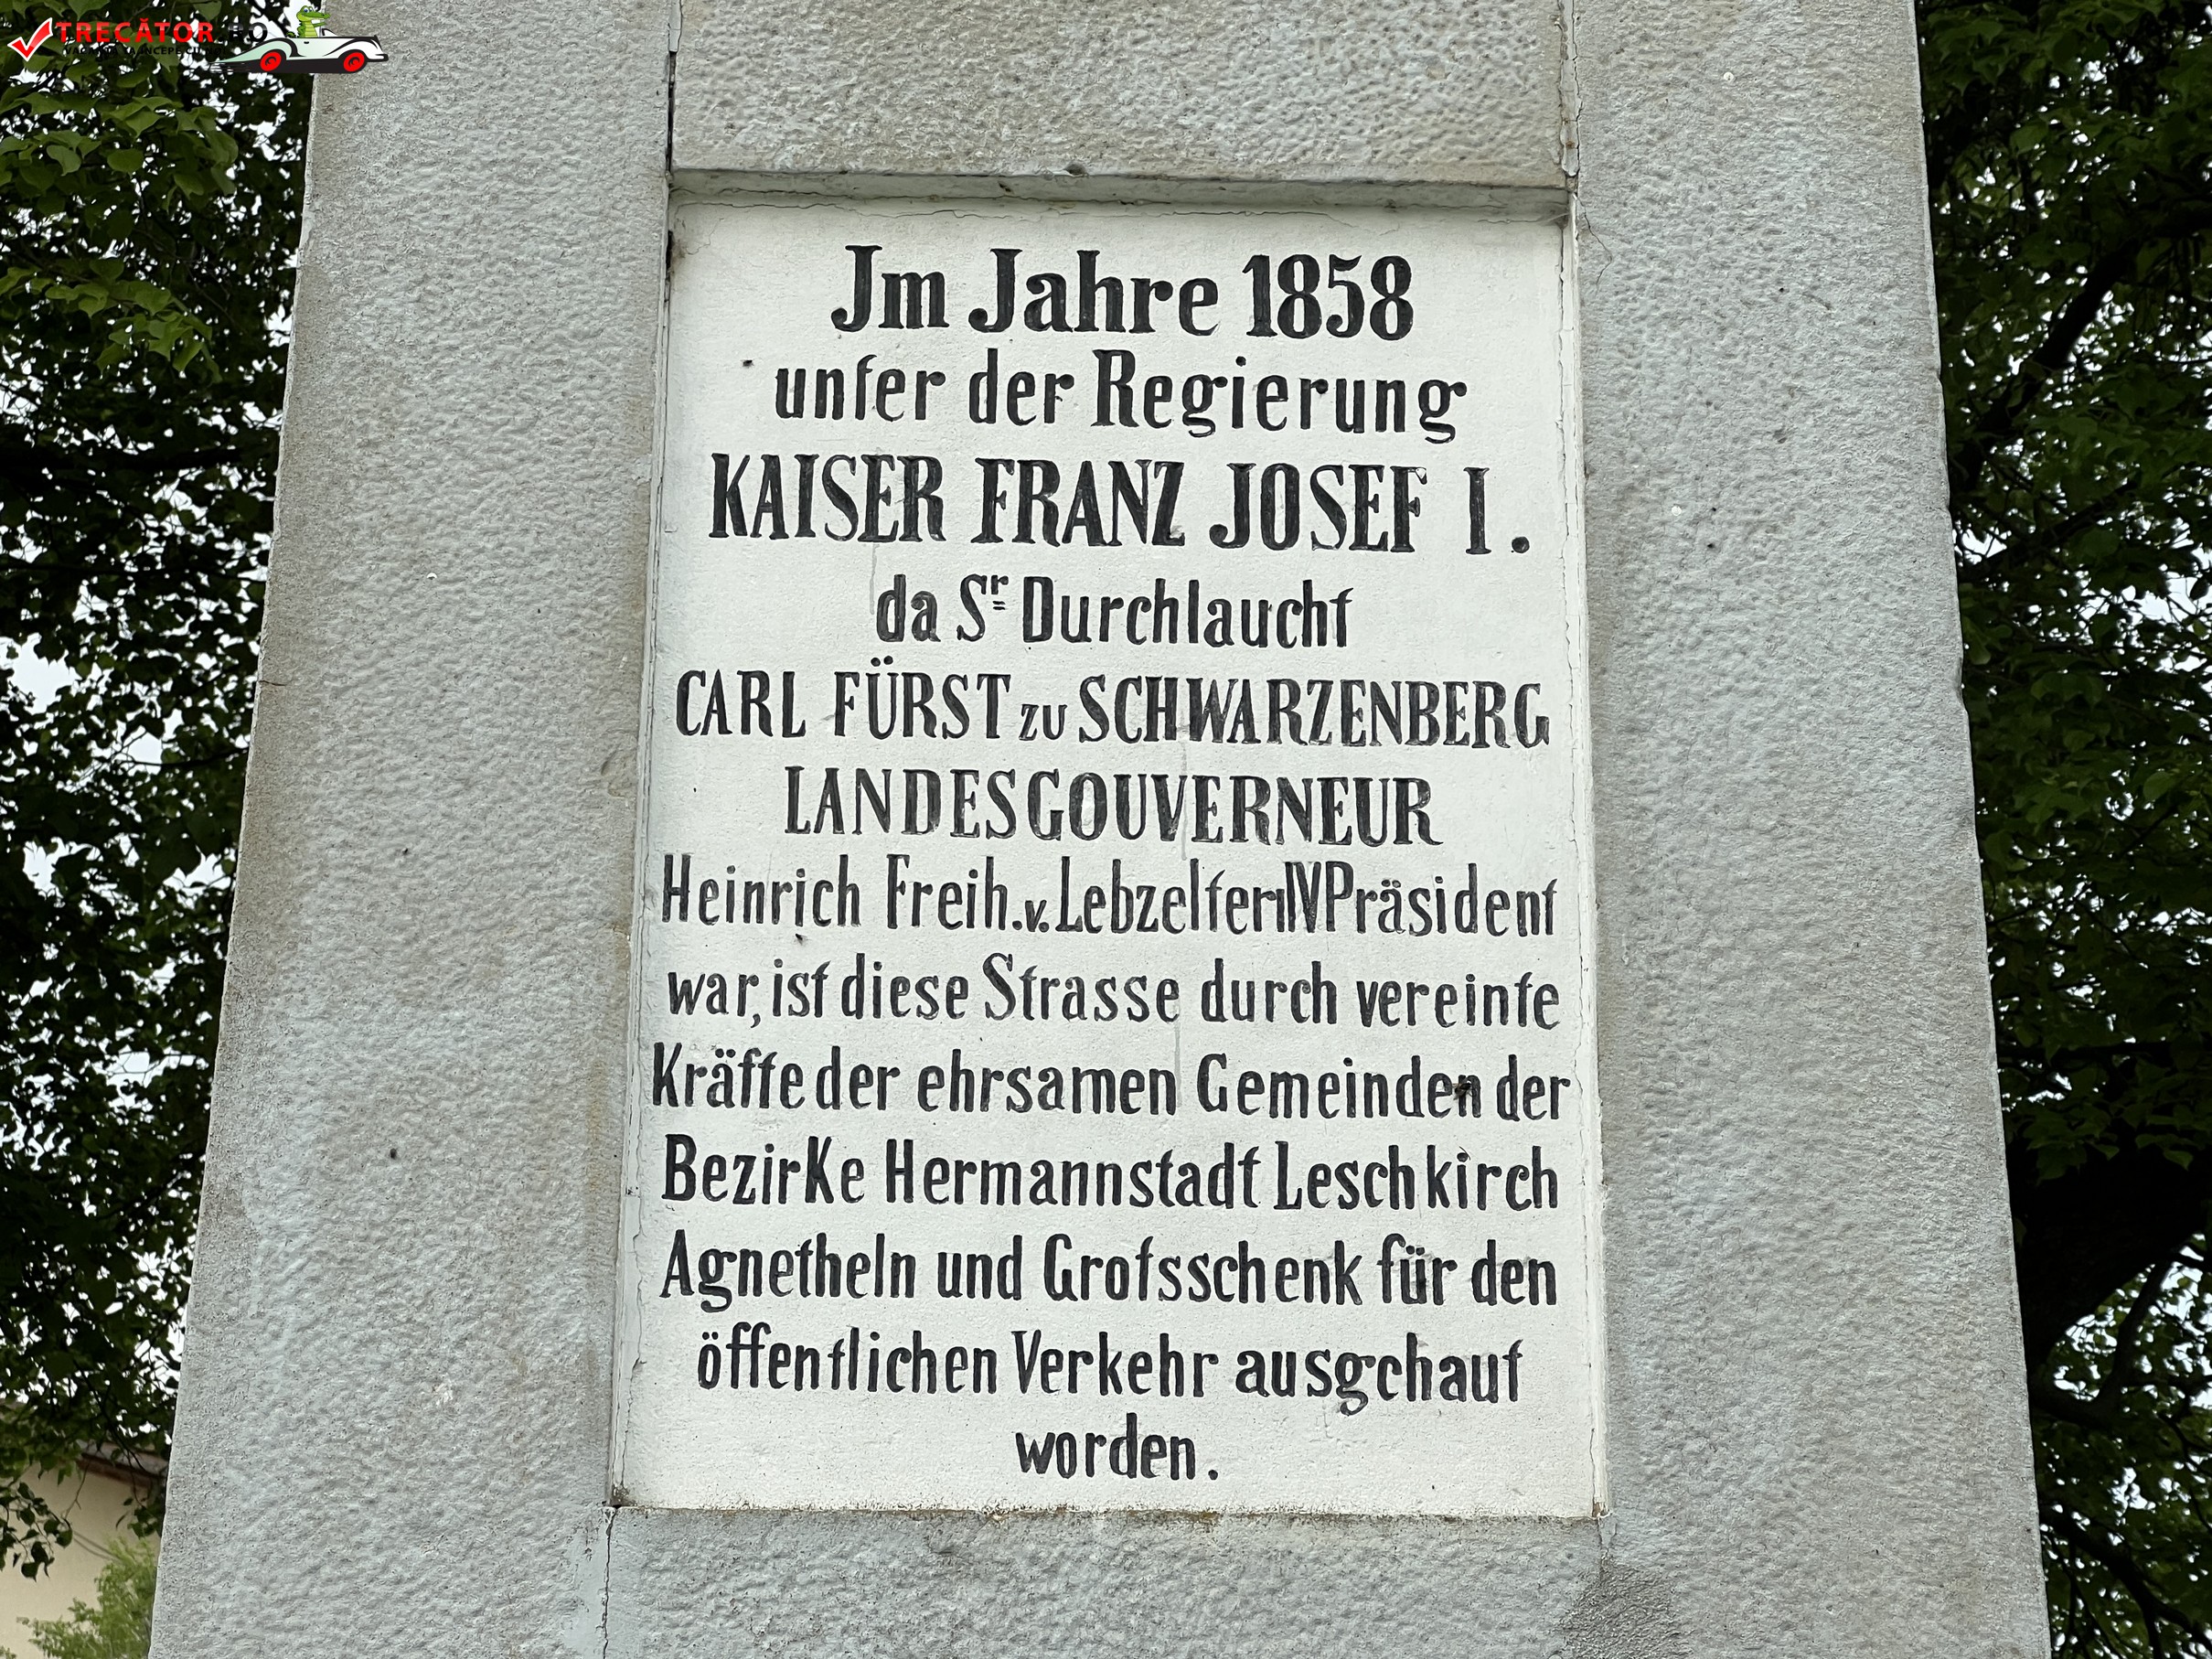 TRECĂTOR.RO
Jm Jahre 1858
unter der Regierung
KAISER FRANZ JOSEF I.
da Sr Durchlaucht
CARL FÜRST zu SCHWARZENBERG
LANDESGOUVERNEUR
Heinrich Freih.v.Lebzeltern IV Präsident
war, ist diese Strasse durch vereinte
Kräfte der ehrsamen Gemeinden der
BezirKe Hermannstadt Leschkirch
Agnetheln und Grofsschenk für den
öffentlichen Verkehr ausgchaut
worden.